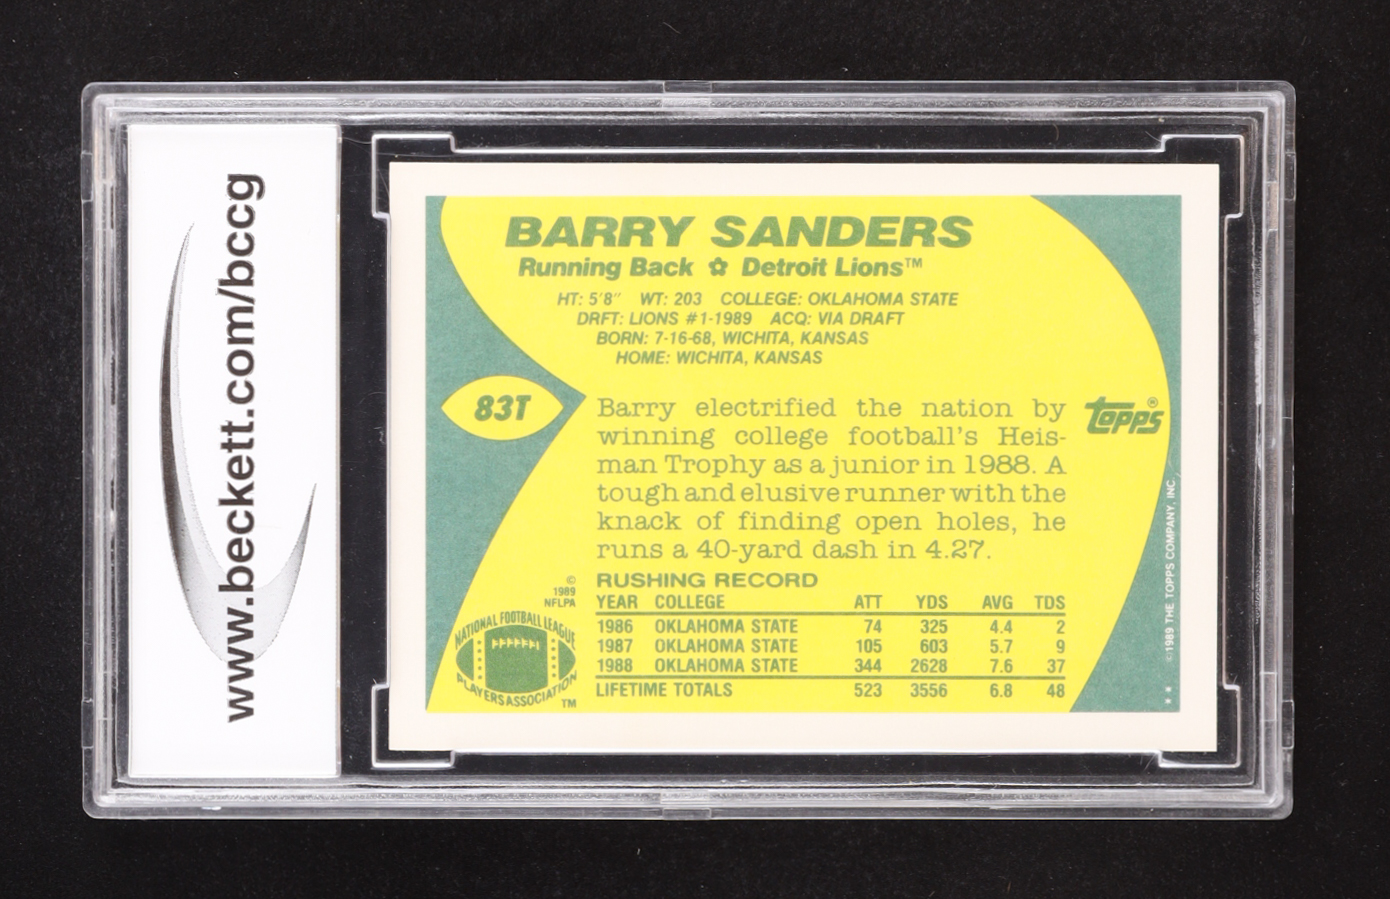 www.beckett.com/bccg
BARRY SANDERS
Running Back ✿ Detroit Lions™
HT: 5'8" WT: 203 COLLEGE: OKLAHOMA STATE
DRFT: LIONS #1-1989 ACQ: VIA DRAFT
BORN: 7-16-68, WICHITA, KANSAS
HOME: WICHITA, KANSAS
83T
Barry electrified the nation by
winning college football's Heis-
man Trophy as a junior in 1988. A
tough and elusive runner with the
knack of finding open holes, he
runs a 40-yard dash in 4.27.
Topps®
RUSHING RECORD
YEAR COLLEGE ATT YDS AVG TDS
1986 OKLAHOMA STATE 74 325 4.4 2
1987 OKLAHOMA STATE 105 603 5.7 9
1988 OKLAHOMA STATE 344 2628 7.6 37
LIFETIME TOTALS 523 3556 6.8 48
©
1989
NFLPA
NATIONAL FOOTBALL LEAGUE
PLAYERS ASSOCIATION
TM
©1989 THE TOPPS COMPANY, INC.
**